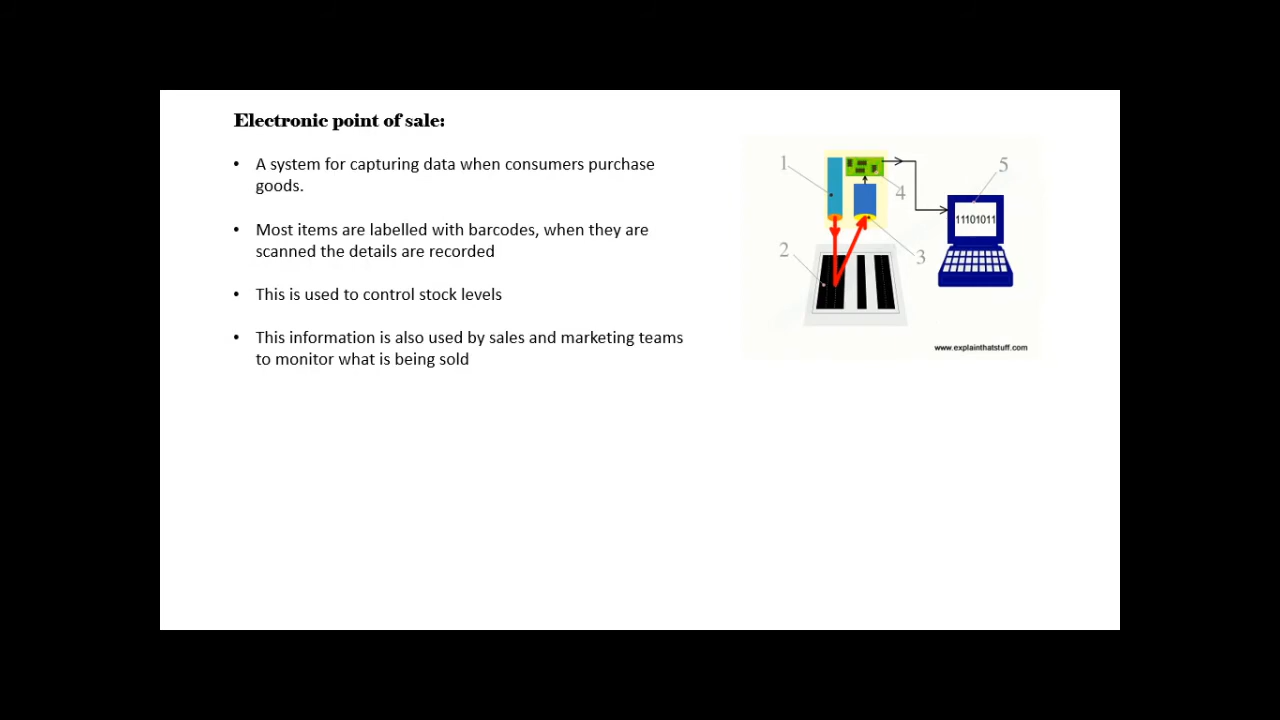 Electronic point of sale:
• A system for capturing data when consumers purchase
goods.
• Most items are labelled with barcodes, when they are
scanned the details are recorded
• This is used to control stock levels
• This information is also used by sales and marketing teams
to monitor what is being sold
1
4
5
11101011
2
3
www.explainthatstuff.com